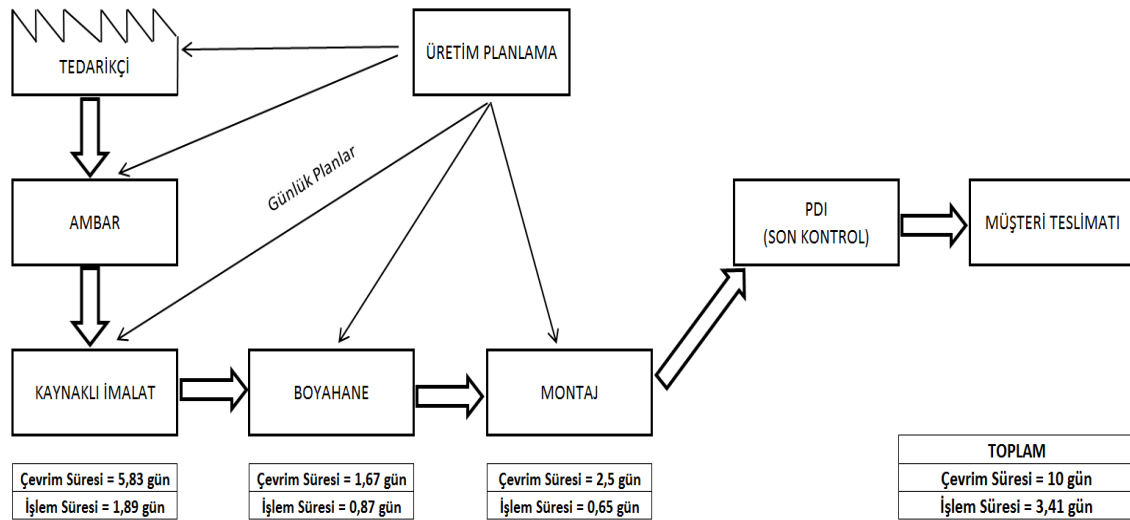 TEDARİKÇİ
ÜRETİM PLANLAMA
Günlük Planlar
AMBAR
PDI
(SON KONTROL)
MÜŞTERİ TESLİMATI
KAYNAKLI İMALAT
BOYAHANE
MONTAJ
Çevrim Süresi = 5,83 gün
İşlem Süresi = 1,89 gün
Çevrim Süresi = 1,67 gün
İşlem Süresi = 0,87 gün
Çevrim Süresi = 2,5 gün
İşlem Süresi = 0,65 gün
TOPLAM
Çevrim Süresi = 10 gün
İşlem Süresi = 3,41 gün